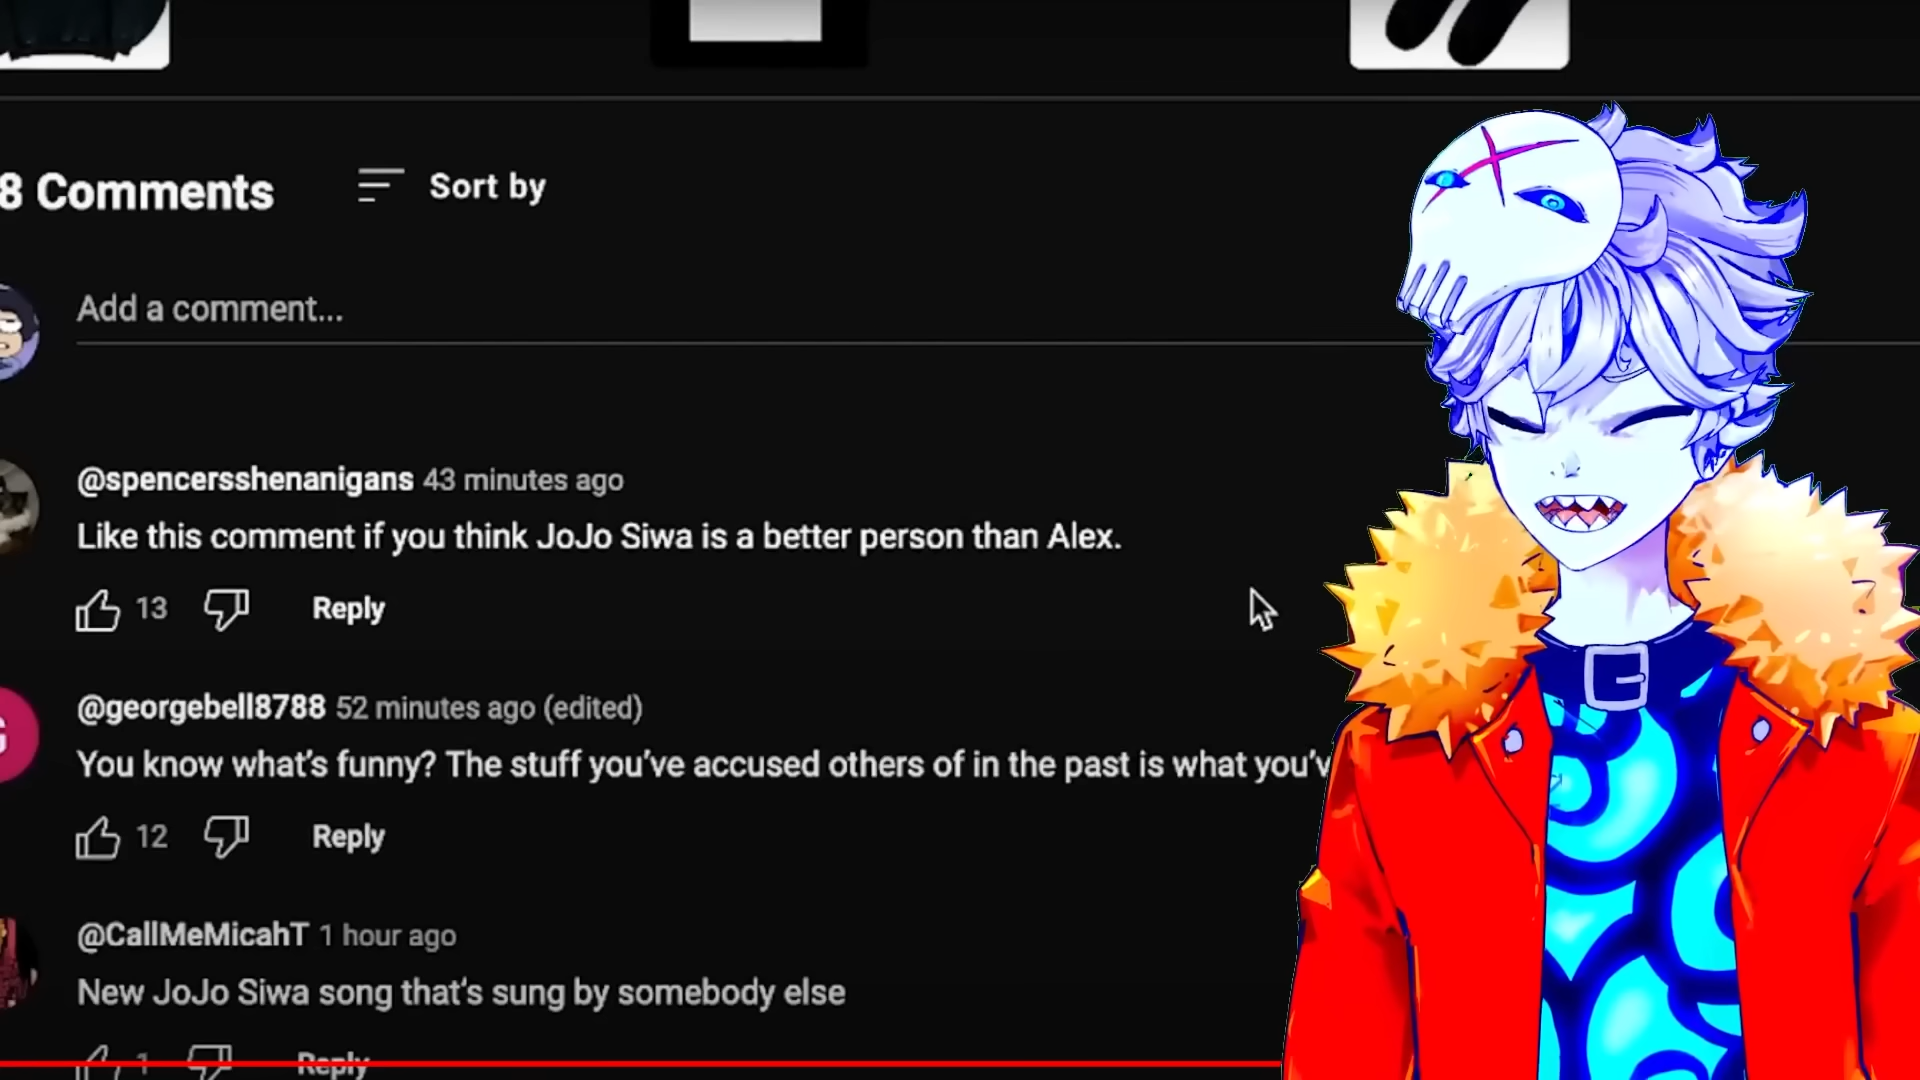 8 Comments
Sort by
Add a comment...
@spencersshenanigans 43 minutes ago
Like this comment if you think JoJo Siwa is a better person than Alex.
13
Reply
@georgebell8788 52 minutes ago (edited)
You know what's funny? The stuff you've accused others of in the past is what you'v
12
Reply
@CallMeMicahT 1 hour ago
New JoJo Siwa song that's sung by somebody else
1
Reply